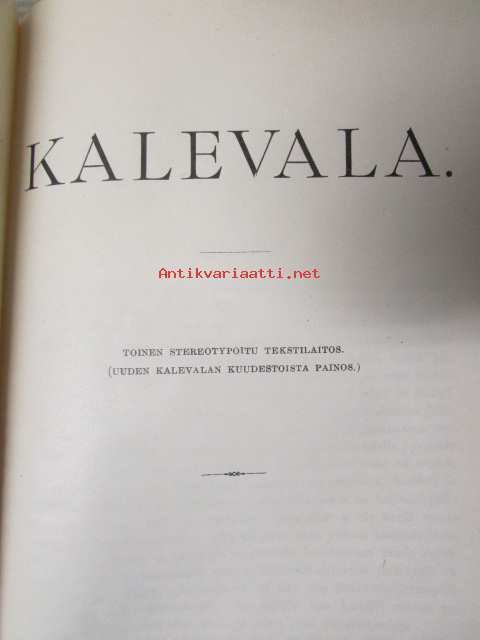 KALEVALA.
Antikvariaatti.net
TOINEN STEREOTYPOITU TEKSTILAITOS.
(UUDEN KALEVALAN KUUDESTOISTA PAINOS.)